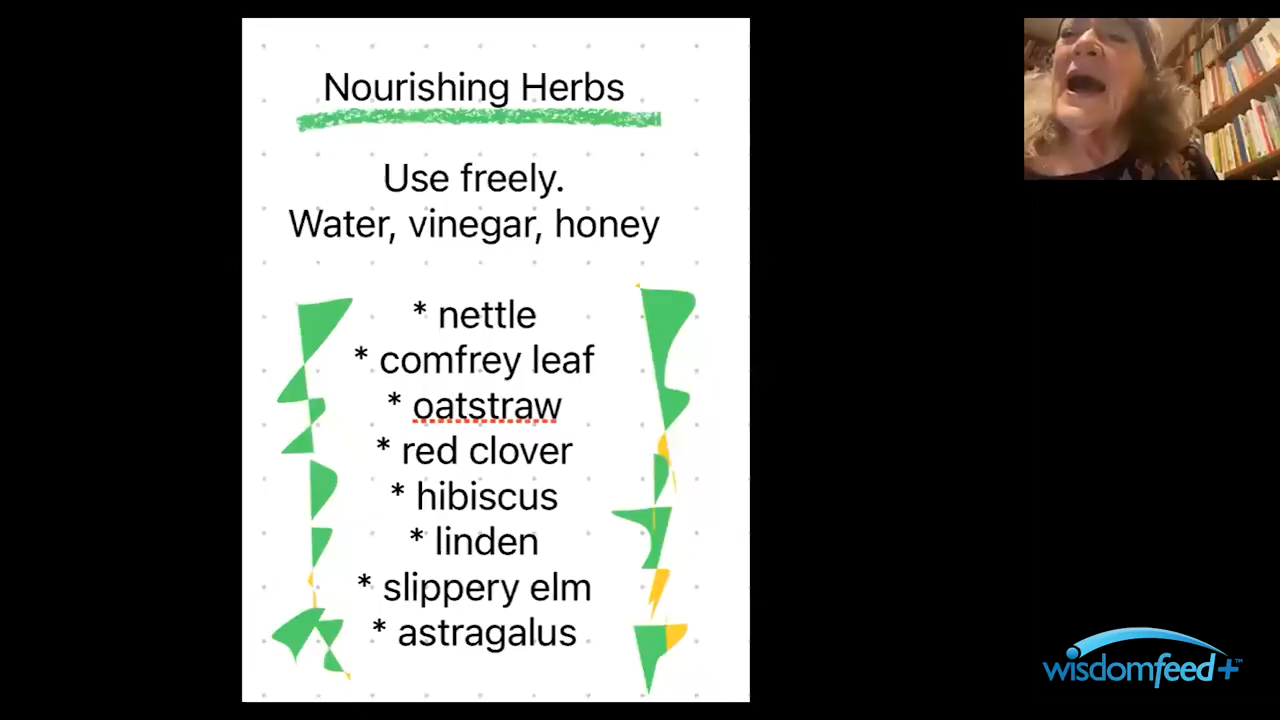 Nourishing Herbs
Use freely.
Water, vinegar, honey
* nettle
* comfrey leaf
* oatstraw
* red clover
* hibiscus
* linden
* slippery elm
* astragalus
wisdomfeed+™